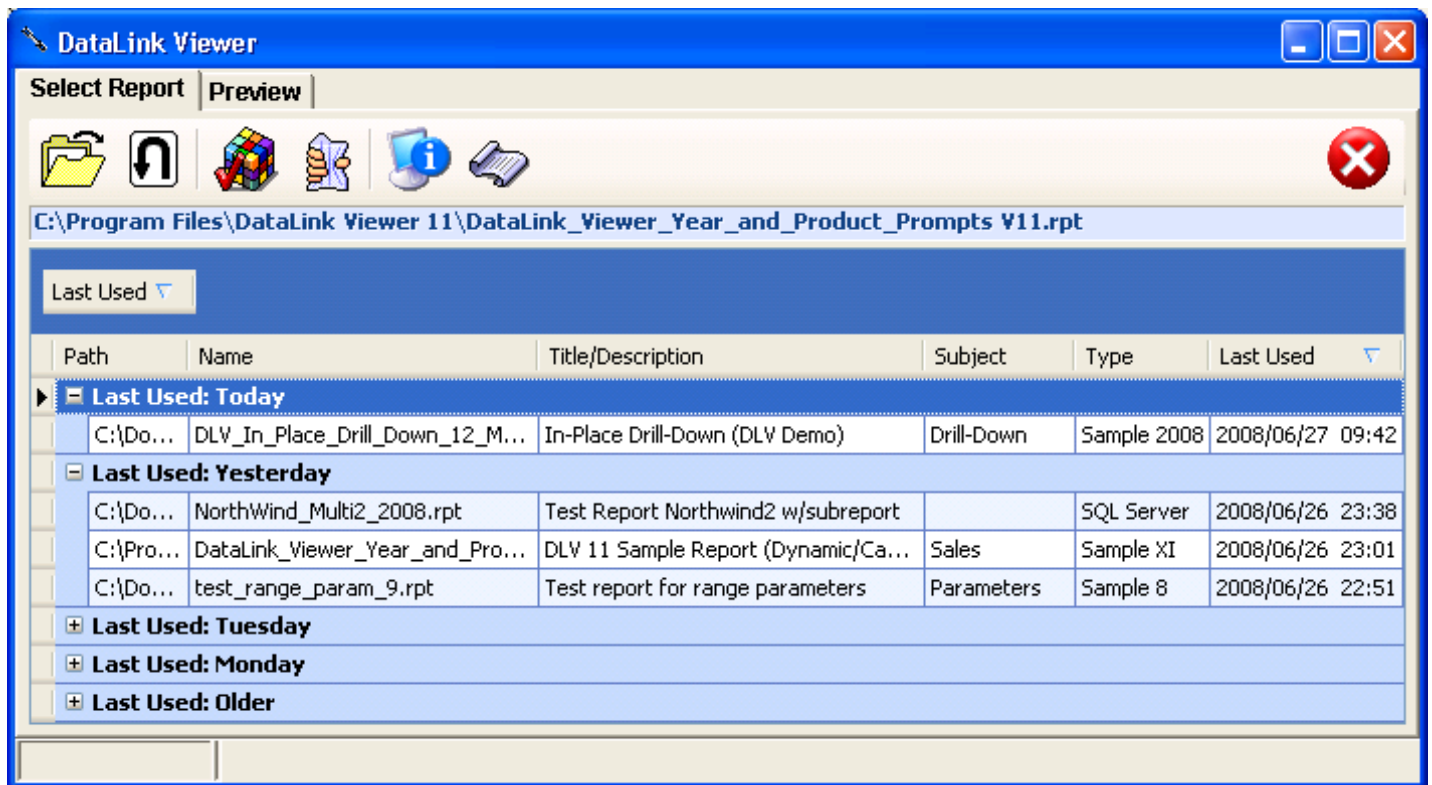 DataLink Viewer
Select Report Preview
C:\Program Files\DataLink Viewer 11\DataLink_Viewer_Year_and_Product_Prompts V11.rpt
Last Used
Path Name Title/Description Subject Type Last Used
Last Used: Today
C:\Do... DLV_In_Place_Drill_Down_12_M... In-Place Drill-Down (DLV Demo) Drill-Down Sample 2008 2008/06/27 09:42
Last Used: Yesterday
C:\Do... NorthWind_Multi2_2008.rpt Test Report Northwind2 w/subreport SQL Server 2008/06/26 23:38
C:\Pro... DataLink_Viewer_Year_and_Pro... DLV 11 Sample Report (Dynamic/Ca... Sales Sample XI 2008/06/26 23:01
C:\Do... test_range_param_9.rpt Test report for range parameters Parameters Sample 8 2008/06/26 22:51
Last Used: Tuesday
Last Used: Monday
Last Used: Older